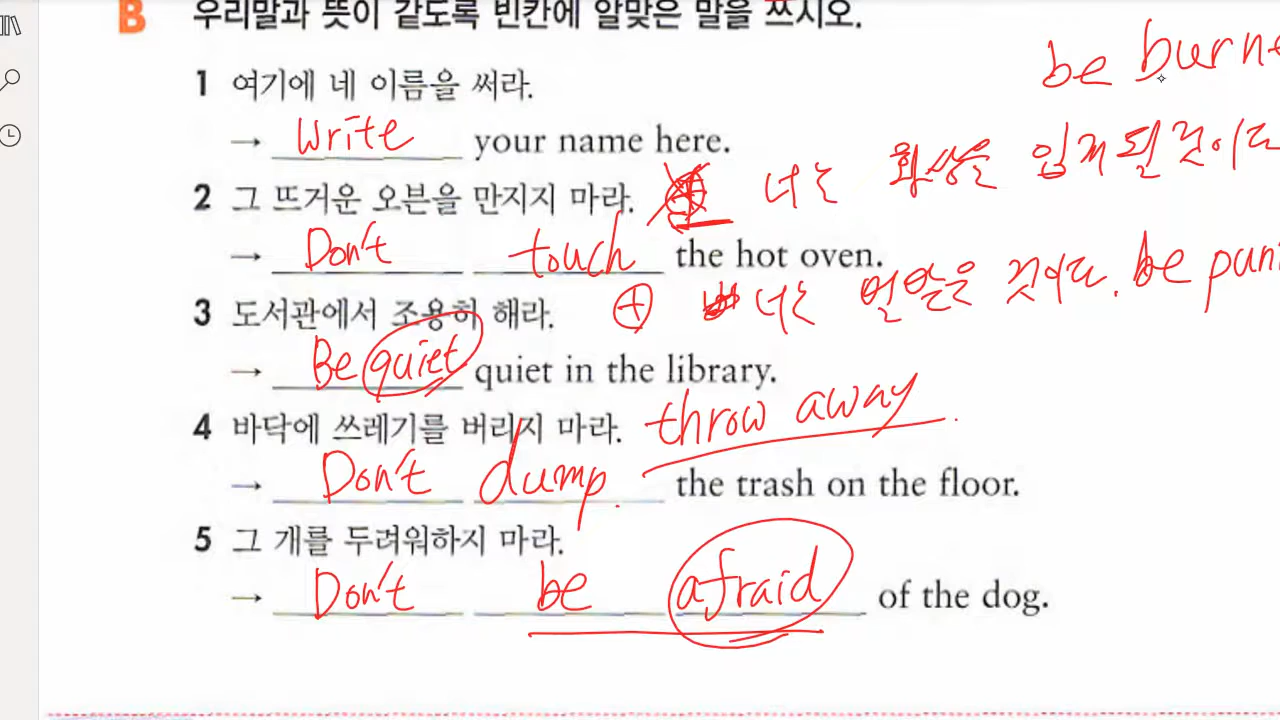 B 우리말과 뜻이 같도록 빈칸에 알맞은 말을 쓰시오.
be burne
1 여기에 네 이름을 써라.
→ Write your name here.
너는 화상을 입게 될 것이다
2 그 뜨거운 오븐을 만지지 마라.
→ Don't touch the hot oven.
+ 너는 벌 받을 것이다. be puni
3 도서관에서 조용히 해라.
→ Be quiet quiet in the library.
4 바닥에 쓰레기를 버리지 마라. throw away.
→ Don't dump. the trash on the floor.
5 그 개를 두려워하지 마라.
→ Don't be afraid of the dog.